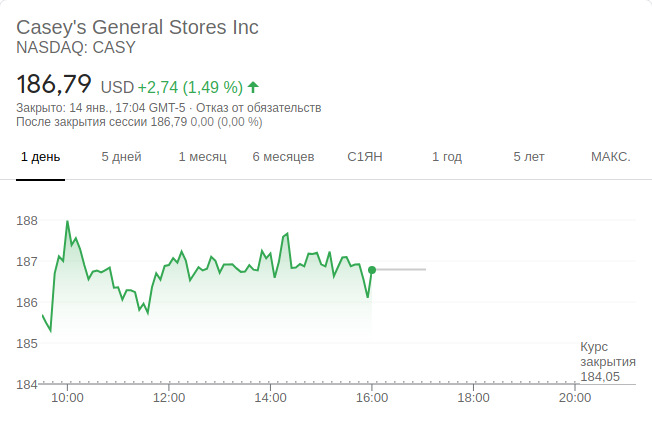 Casey's General Stores Inc
NASDAQ: CASY
186,79 USD +2,74 (1,49 %)
Закрыто: 14 янв., 17:04 GMT-5 · Отказ от обязательств
После закрытия сессии 186,79 0,00 (0,00 %)
1 день 5 дней 1 месяц 6 месяцев С1ЯН 1 год 5 лет МАКС.
188
187
186
185
Курс
закрытия
184,05
184
10:00 12:00 14:00 16:00 18:00 20:00